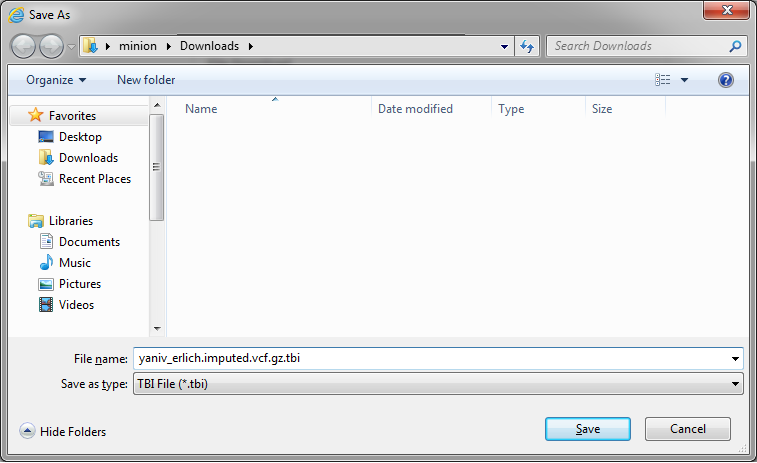 Save As
minion Downloads
Search Downloads
Organize New folder
Favorites
Desktop
Downloads
Recent Places
Libraries
Documents
Music
Pictures
Videos
Name Date modified Type Size
File name: yaniv_erlich.imputed.vcf.gz.tbi
Save as type: TBI File (*.tbi)
Hide Folders
Save Cancel